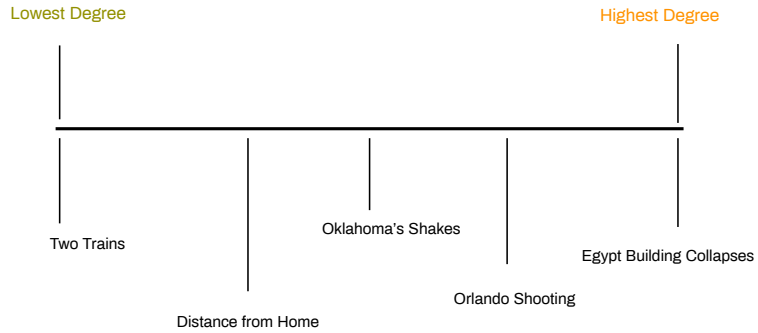 Lowest Degree
Highest Degree
Two Trains
Distance from Home
Oklahoma's Shakes
Orlando Shooting
Egypt Building Collapses